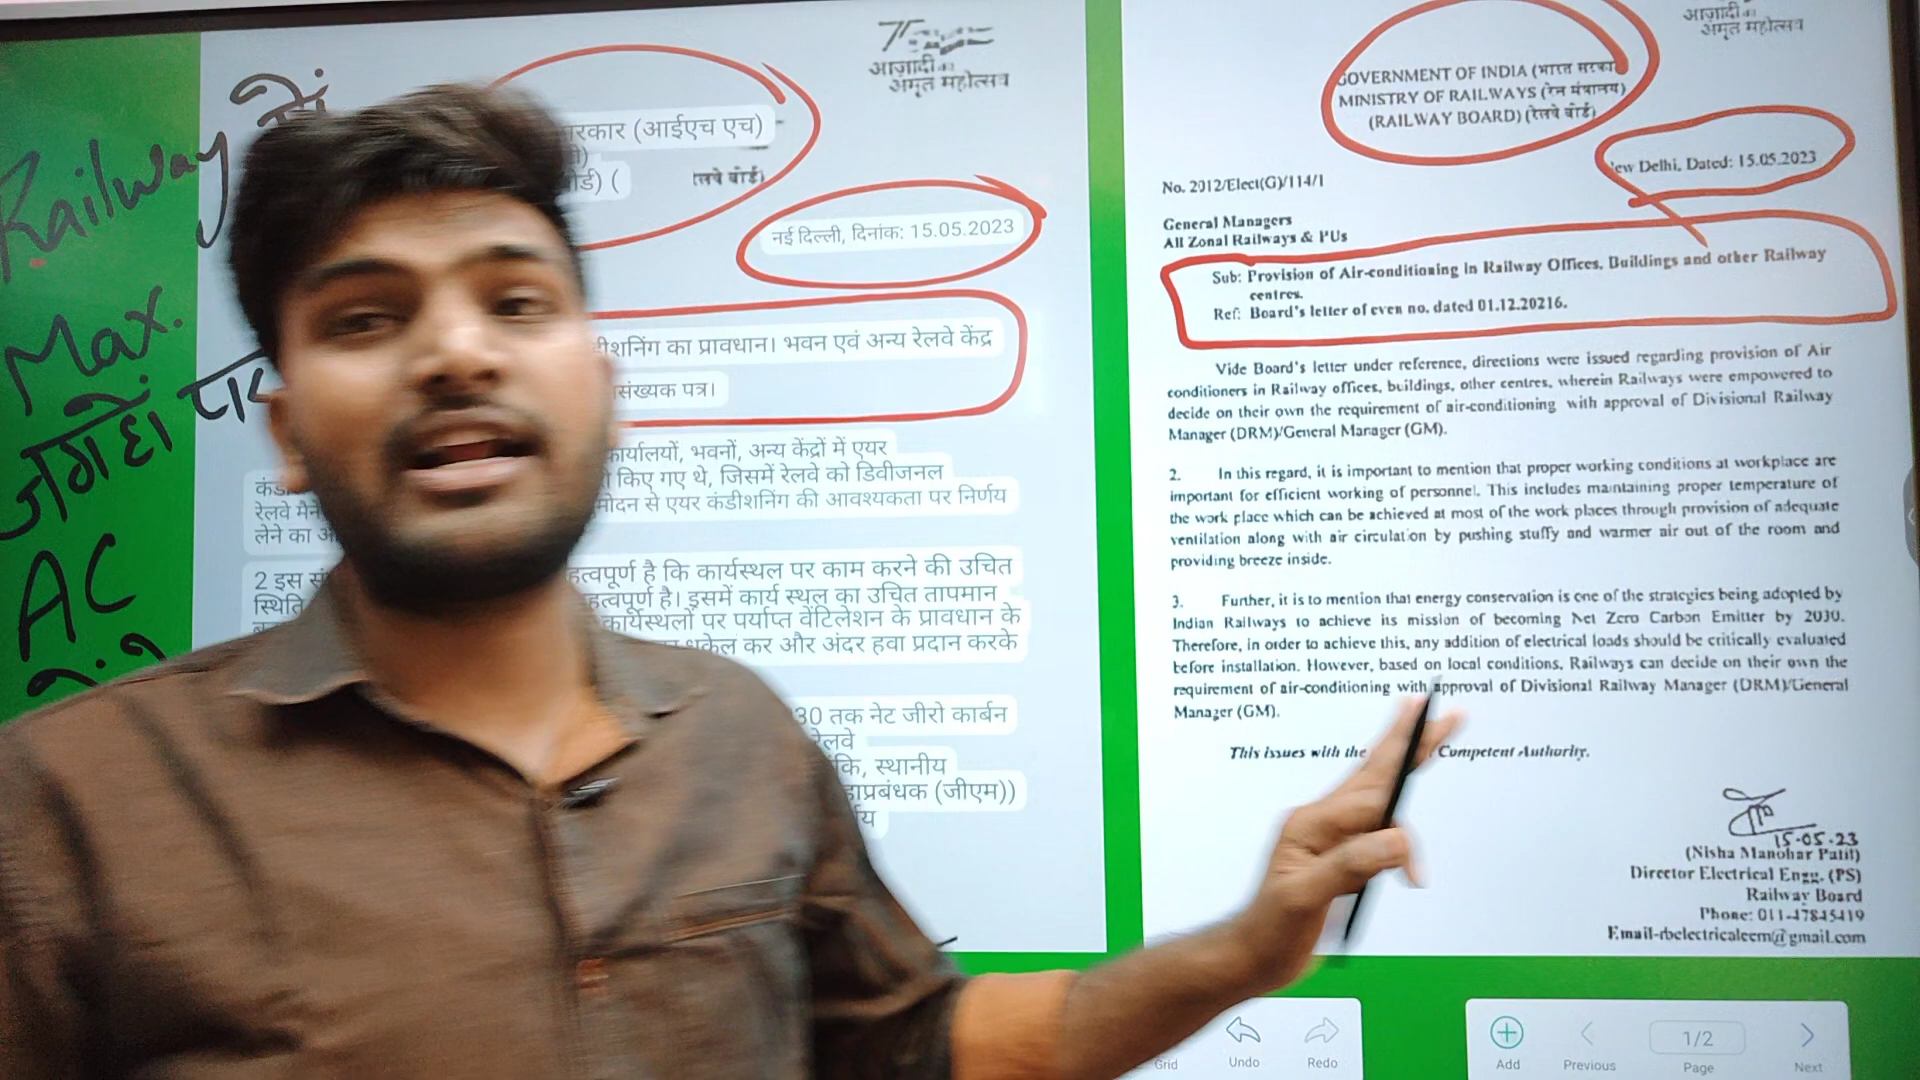 Railway में
Max.
जगहों पर
AC
आज़ादी का
अमृत महोत्सव
रकार (आईएच एच)
र्ड) (
रेलवे बोर्ड)
नई दिल्ली, दिनांक: 15.05.2023
डीशनिंग का प्रावधान। भवन एवं अन्य रेलवे केंद्र
संख्यक पत्र।
कार्यालयों, भवनों, अन्य केंद्रों में एयर
कंडी किए गए थे, जिसमें रेलवे को डिवीजनल
रेलवे मैने मोदन से एयर कंडीशनिंग की आवश्यकता पर निर्णय
लेने का अ
2 इस सं हत्वपूर्ण है कि कार्यस्थल पर काम करने की उचित
स्थिति हत्वपूर्ण है। इसमें कार्य स्थल का उचित तापमान
कार्यस्थलों पर पर्याप्त वेंटिलेशन के प्रावधान के
धकेल कर और अंदर हवा प्रदान करके
30 तक नेट जीरो कार्बन
रेलवे
कि, स्थानीय
हाप्रबंधक (जीएम))
र्णय
आज़ादी का
अमृत महोत्सव
GOVERNMENT OF INDIA (भारत सरका
MINISTRY OF RAILWAYS (रेल मंत्रालय)
(RAILWAY BOARD) (रेलवे बोर्ड)
No. 2012/Elect(G)/114/1
New Delhi, Dated: 15.05.2023
General Managers
All Zonal Railways & PUs
Sub: Provision of Air-conditioning in Railway Offices, Buildings and other Railway
centres.
Ref: Board's letter of even no. dated 01.12.20216.
Vide Board's letter under reference, directions were issued regarding provision of Air
conditioners in Railway offices, buildings, other centres, wherein Railways were empowered to
decide on their own the requirement of air-conditioning with approval of Divisional Railway
Manager (DRM)/General Manager (GM).
2. In this regard, it is important to mention that proper working conditions at workplace are
important for efficient working of personnel. This includes maintaining proper temperature of
the work place which can be achieved at most of the work places through provision of adequate
ventilation along with air circulation by pushing stuffy and warmer air out of the room and
providing breeze inside.
3. Further, it is to mention that energy conservation is one of the strategies being adopted by
Indian Railways to achieve its mission of becoming Net Zero Carbon Emitter by 2030.
Therefore, in order to achieve this, any addition of electrical loads should be critically evaluated
before installation. However, based on local conditions, Railways can decide on their own the
requirement of air-conditioning with approval of Divisional Railway Manager (DRM)/General
Manager (GM).
This issues with the Competent Authority.
15-05-23
(Nisha Manohar Patil)
Director Electrical Engg. (PS)
Railway Board
Phone: 011-47845419
Email-rbelectricaleem@gmail.com
Grid Undo Redo
Add Previous 1/2 Page Next